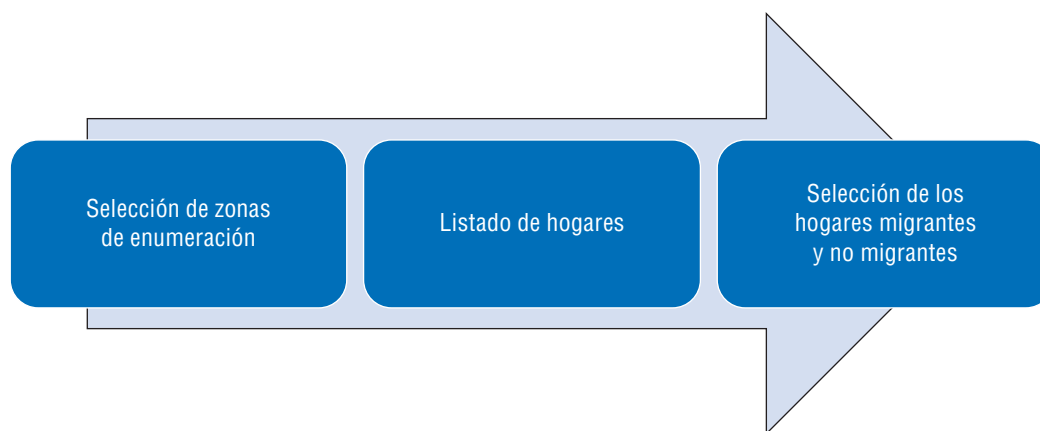 Selección de zonas
de enumeración
Listado de hogares
Selección de los
hogares migrantes
y no migrantes